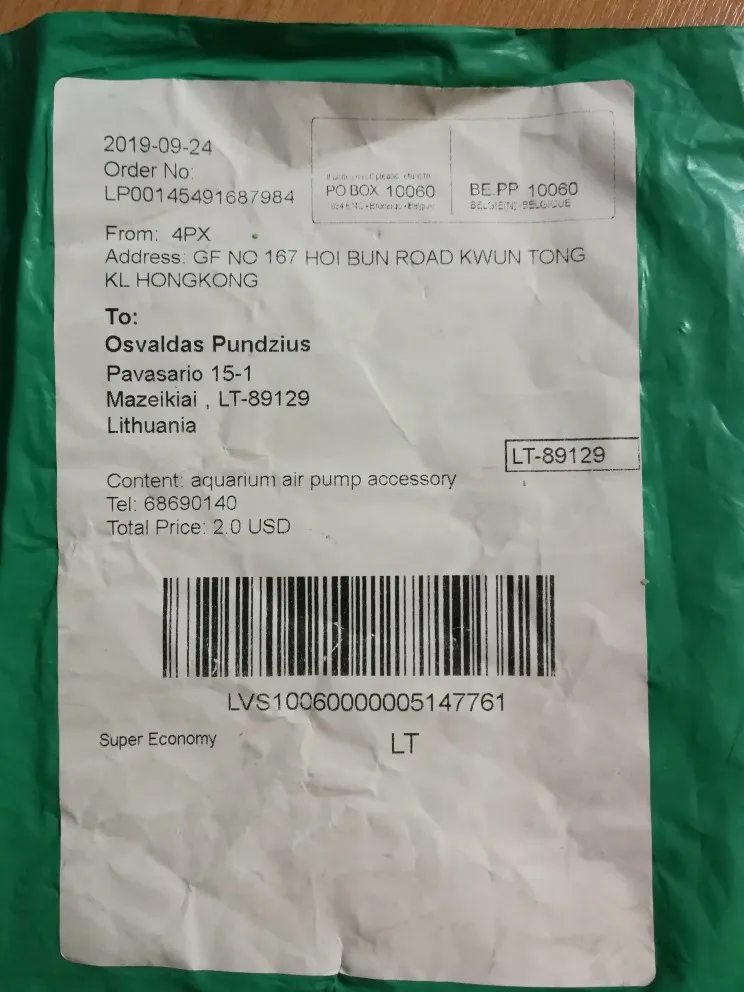 2019-09-24
Order No:
LP00145491687984
PO BOX 10060
BE.PP 10060
BELGIE(N)-BELGIQUE
From: 4PX
Address: GF NO 167 HOI BUN ROAD KWUN TONG
KL HONGKONG
To:
Osvaldas Pundzius
Pavasario 15-1
Mazeikiai , LT-89129
Lithuania
LT-89129
Content: aquarium air pump accessory
Tel: 68690140
Total Price: 2.0 USD
LVS10060000005147761
Super Economy
LT